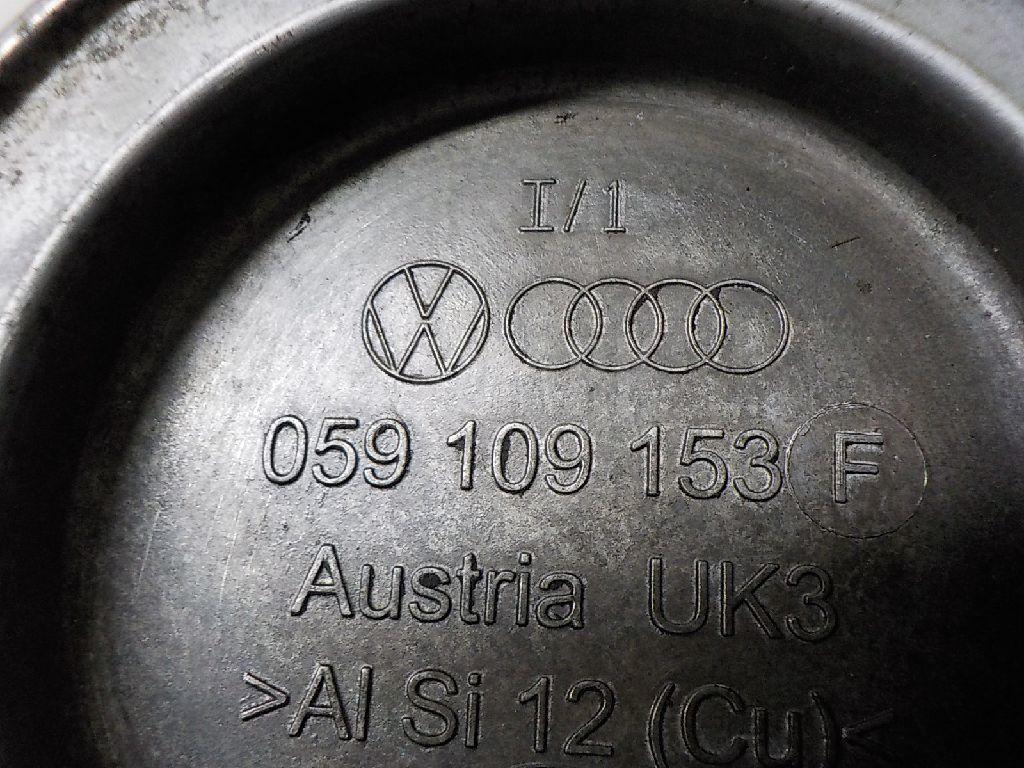 I/1
059 109 153 F
Austria UK3
>Al Si 12 (Cu)<